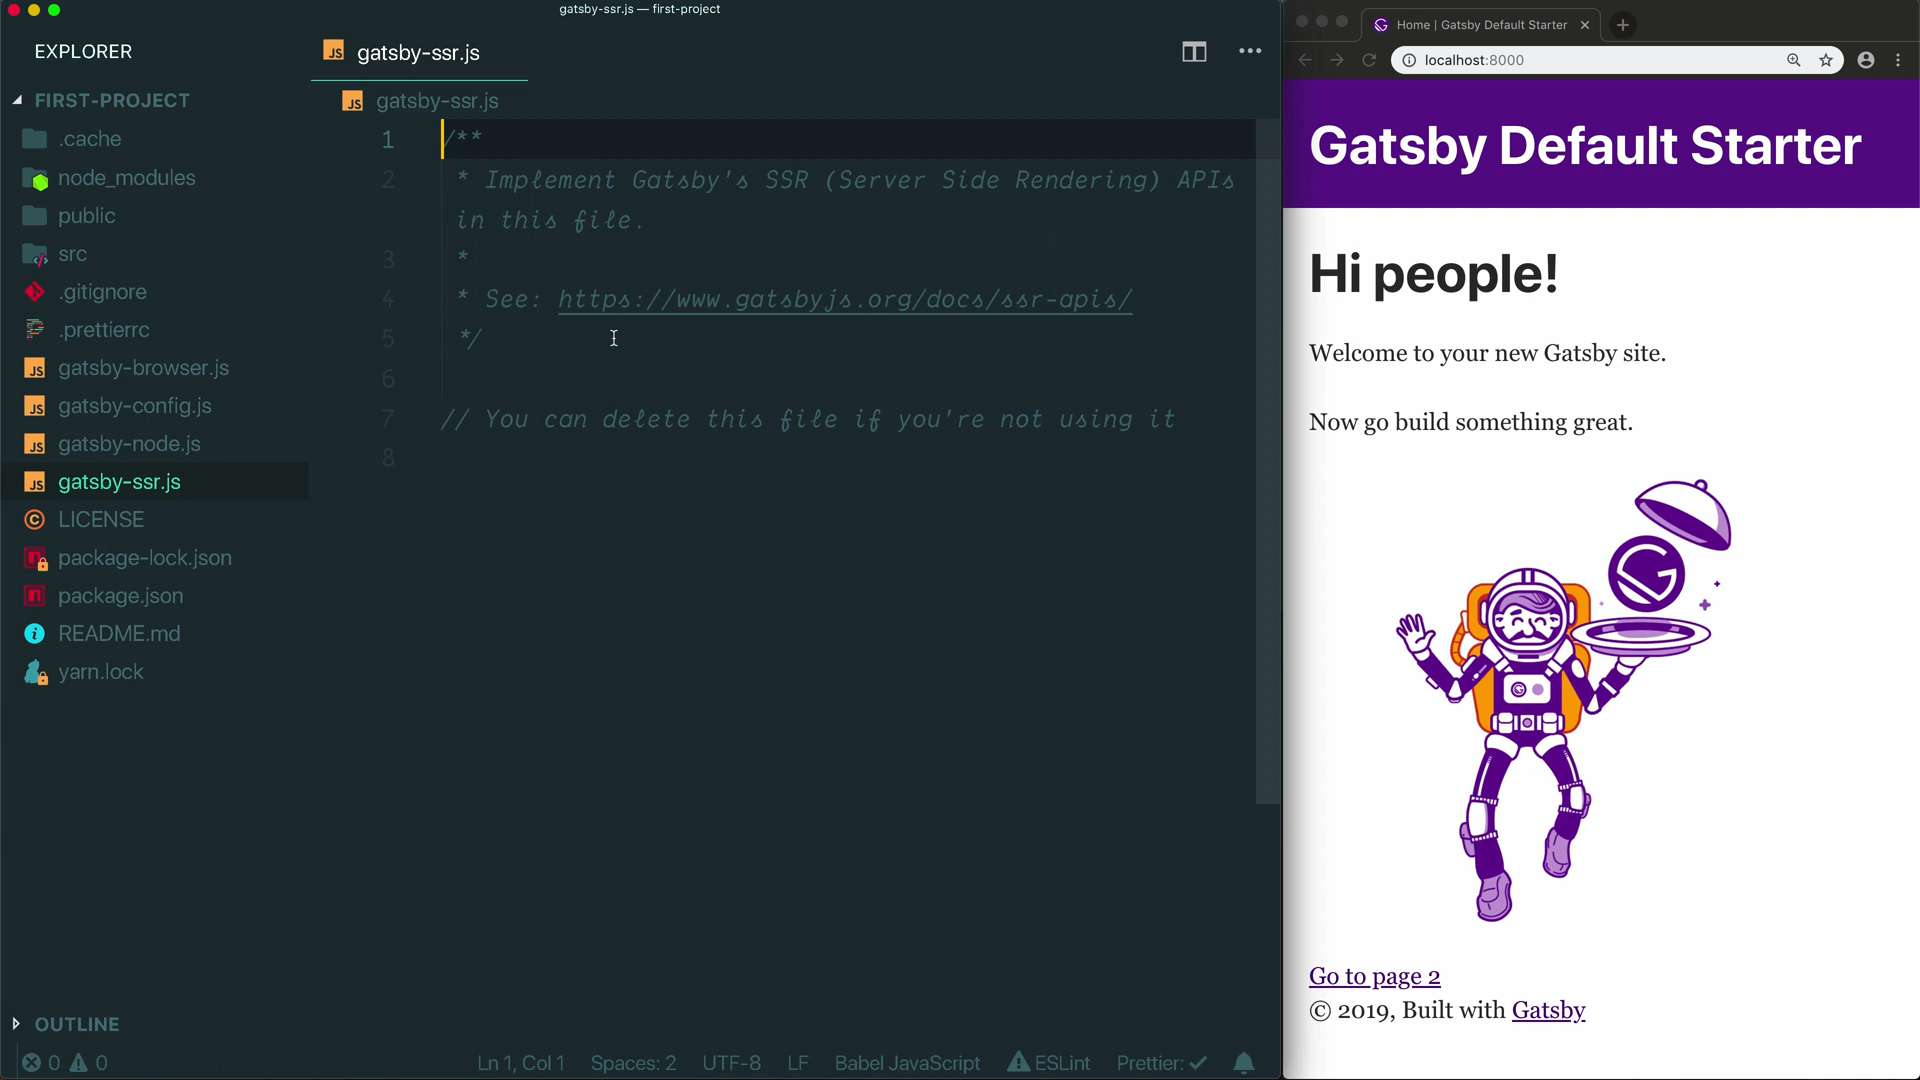 gatsby-ssr.js — first-project
EXPLORER
FIRST-PROJECT
.cache
node_modules
public
src
.gitignore
.prettierrc
gatsby-browser.js
gatsby-config.js
gatsby-node.js
gatsby-ssr.js
LICENSE
package-lock.json
package.json
README.md
yarn.lock
OUTLINE
0 0
JS gatsby-ssr.js
JS gatsby-ssr.js
1 /**
2 * Implement Gatsby's SSR (Server Side Rendering) APIs
in this file.
3 *
4 * See: https://www.gatsbyjs.org/docs/ssr-apis/
5 */
6
7 // You can delete this file if you're not using it
8
Ln 1, Col 1 Spaces: 2 UTF-8 LF Babel JavaScript ESLint Prettier: ✓
Home | Gatsby Default Starter
localhost:8000
Gatsby Default Starter
Hi people!
Welcome to your new Gatsby site.
Now go build something great.
Go to page 2
© 2019, Built with Gatsby